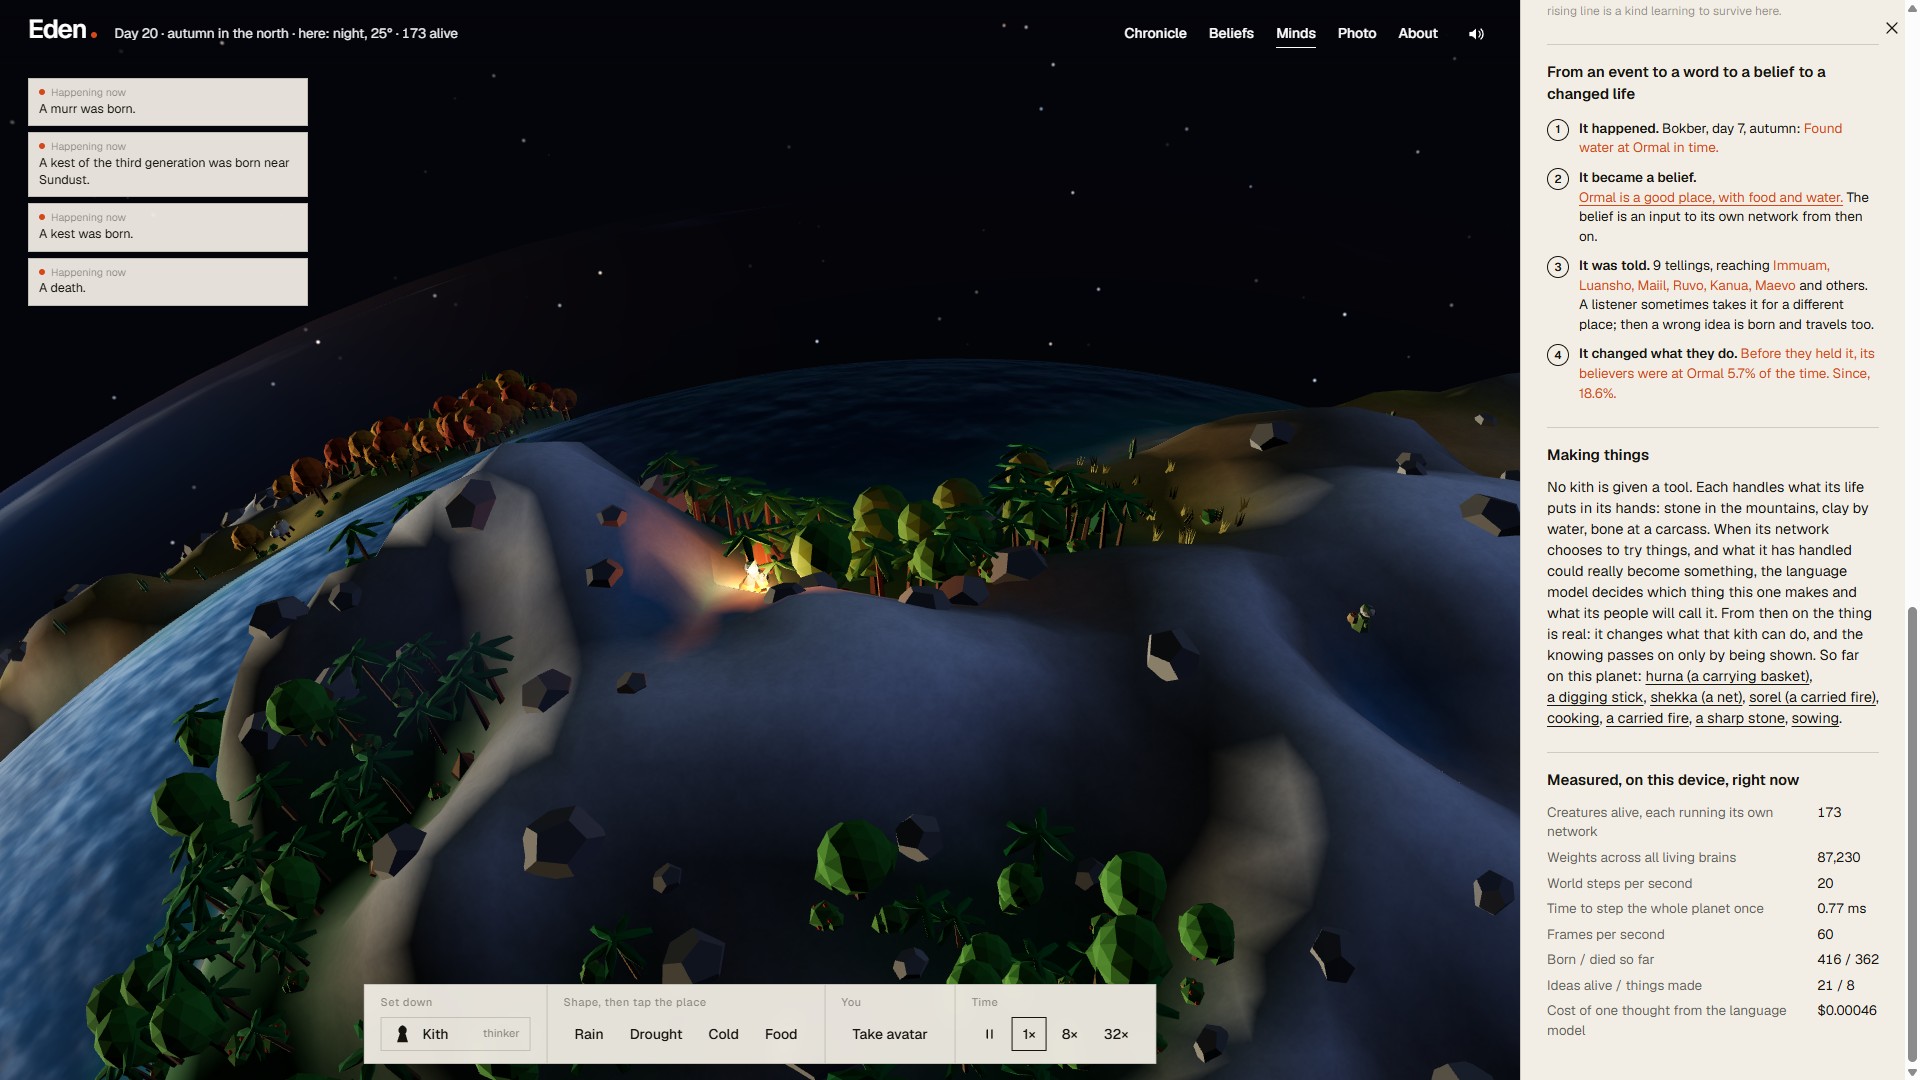 Eden.
Day 20 · autumn in the north · here: night, 25° · 173 alive
Chronicle
Beliefs
Minds
Photo
About
Happening now
A murr was born.
Happening now
A kest of the third generation was born near
Sundust.
Happening now
A kest was born.
Happening now
A death.
Set down
Kith
thinker
Shape, then tap the place
Rain
Drought
Cold
Food
You
Take avatar
Time
1×
8×
32×
rising line is a kind learning to survive here.
From an event to a word to a belief to a
changed life
1
It happened. Bokber, day 7, autumn: Found
water at Ormal in time.
2
It became a belief.
Ormal is a good place, with food and water. The
belief is an input to its own network from then
on.
3
It was told. 9 tellings, reaching Immuam,
Luansho, Maiil, Ruvo, Kanua, Maevo and others.
A listener sometimes takes it for a different
place; then a wrong idea is born and travels too.
4
It changed what they do. Before they held it, its
believers were at Ormal 5.7% of the time. Since,
18.6%.
Making things
No kith is given a tool. Each handles what its life
puts in its hands: stone in the mountains, clay by
water, bone at a carcass. When its network
chooses to try things, and what it has handled
could really become something, the language
model decides which thing this one makes and
what its people will call it. From then on the thing
is real: it changes what that kith can do, and the
knowing passes on only by being shown. So far
on this planet: hurna (a carrying basket),
a digging stick, shekka (a net), sorel (a carried fire),
cooking, a carried fire, a sharp stone, sowing.
Measured, on this device, right now
Creatures alive, each running its own
network
173
Weights across all living brains 87,230
World steps per second 20
Time to step the whole planet once 0.77 ms
Frames per second 60
Born / died so far 416 / 362
Ideas alive / things made 21 / 8
Cost of one thought from the language
model
$0.00046